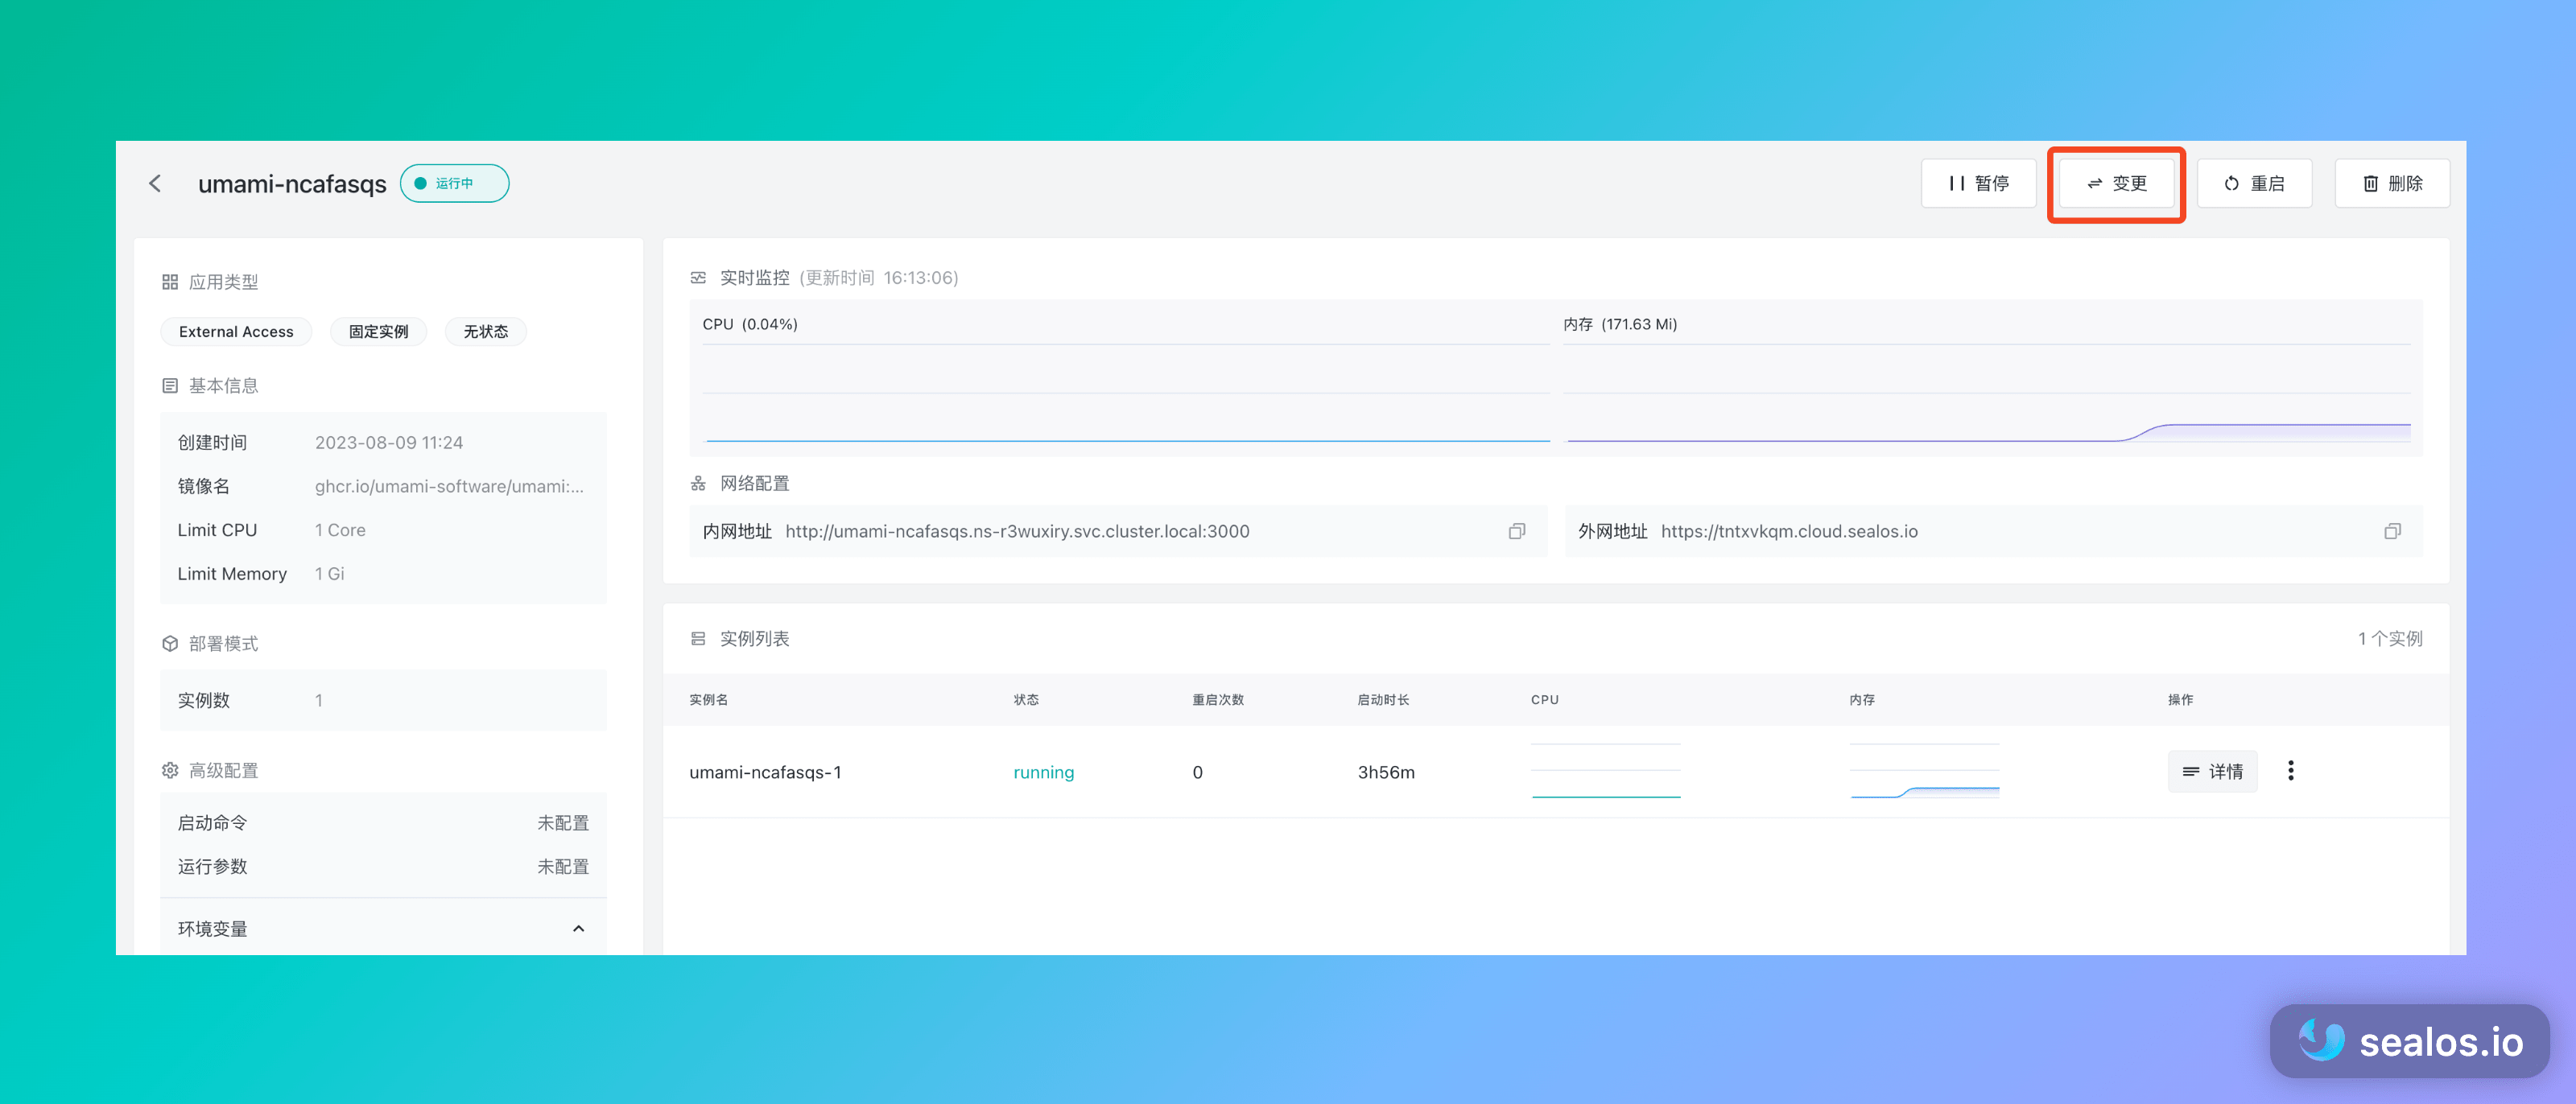 umami-ncafasqs 运行中
暂停 变更 重启 删除
应用类型
External Access 固定实例 无状态
基本信息
创建时间 2023-08-09 11:24
镜像名 ghcr.io/umami-software/umami:...
Limit CPU 1 Core
Limit Memory 1 Gi
部署模式
实例数 1
高级配置
启动命令 未配置
运行参数 未配置
环境变量
实时监控 (更新时间 16:13:06)
CPU (0.04%)
内存 (171.63 Mi)
网络配置
内网地址 http://umami-ncafasqs.ns-r3wuxiry.svc.cluster.local:3000
外网地址 https://tntxvkqm.cloud.sealos.io
实例列表 1 个实例
实例名 状态 重启次数 启动时长 CPU 内存 操作
umami-ncafasqs-1 running 0 3h56m 详情
sealos.io